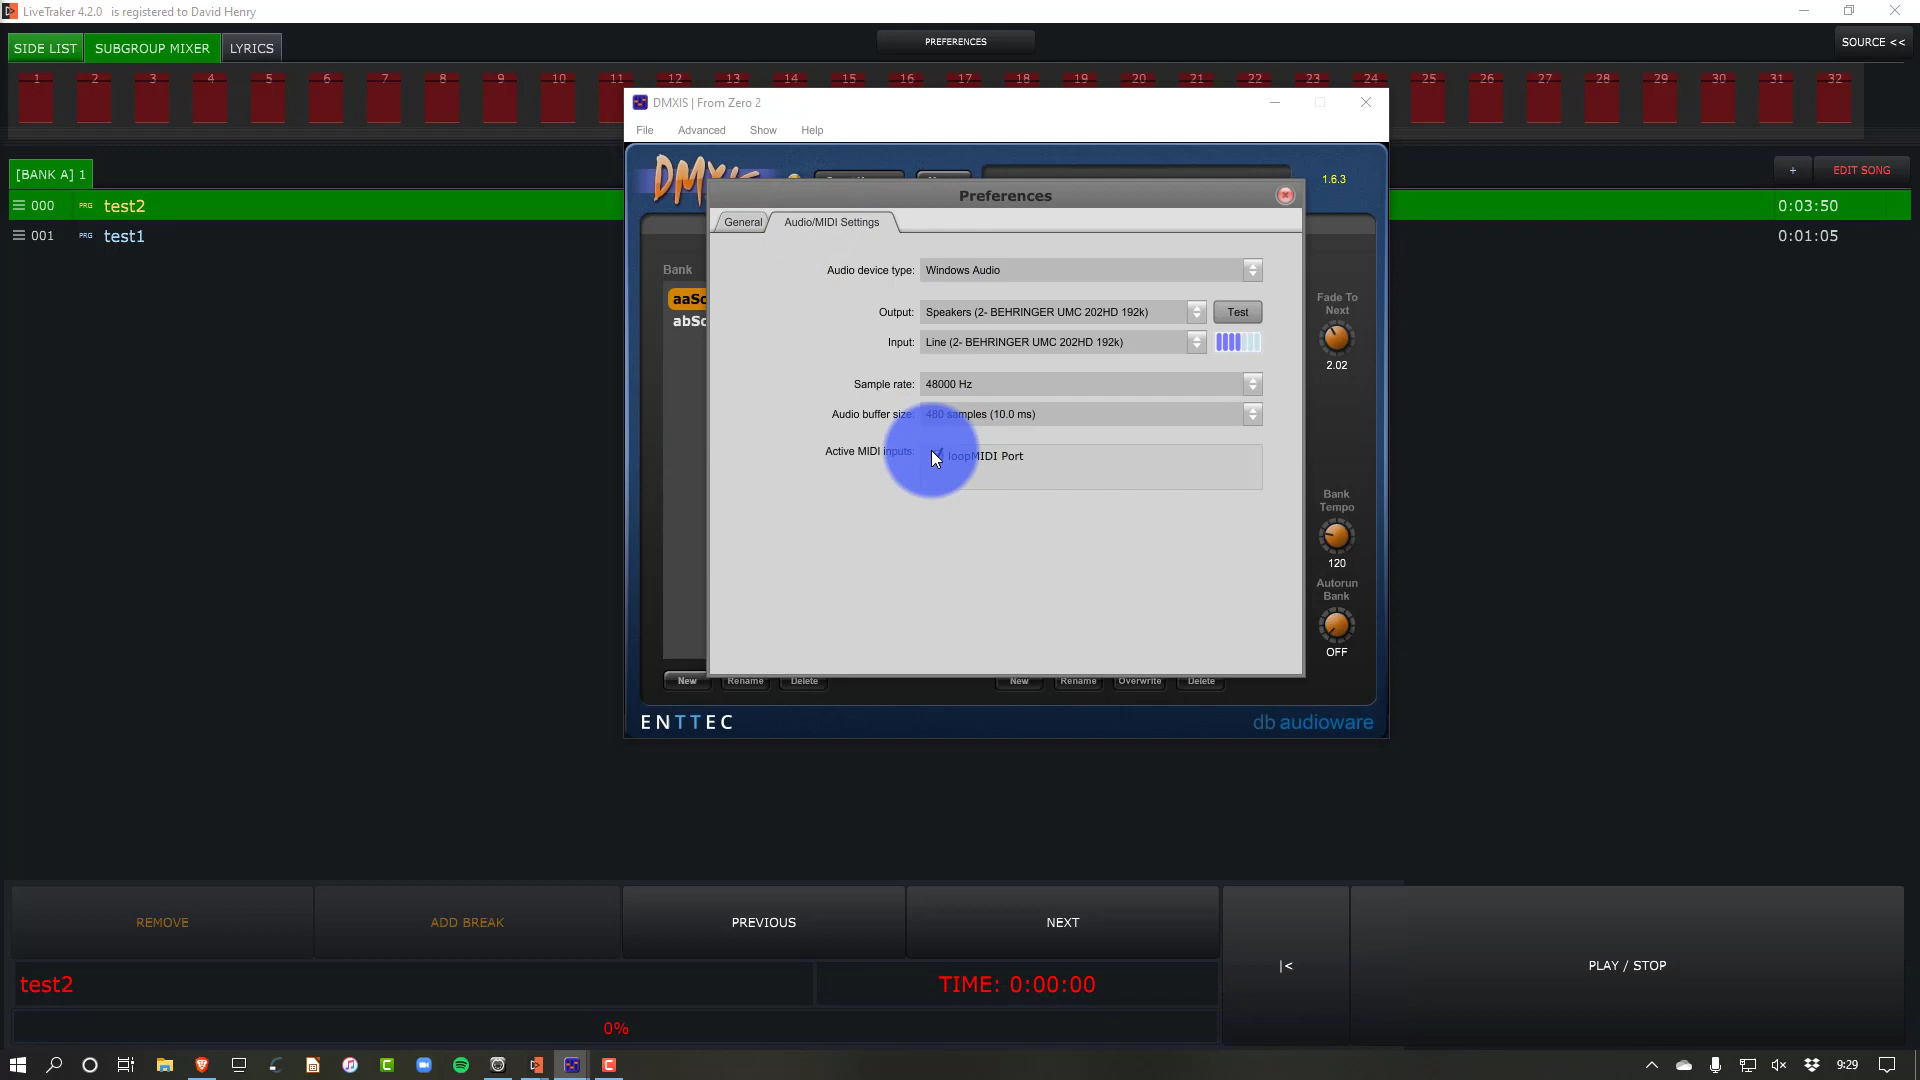 LiveTraker 4.2.0 is registered to David Henry
SIDE LIST SUBGROUP MIXER LYRICS PREFERENCES SOURCE <<
1 2 3 4 5 6 7 8 9 10 11 12 13 14 15 16 17 18 19 20 21 22 23 24 25 26 27 28 29 30 31 32
DMXIS | From Zero 2
File Advanced Show Help
[BANK A] 1 + EDIT SONG
DMXIS 1.6.3
000 PRG test2 0:03:50
001 PRG test1 0:01:05
Preferences
General Audio/MIDI Settings
Audio device type: Windows Audio
Output: Speakers (2- BEHRINGER UMC 202HD 192k) Test
Input: Line (2- BEHRINGER UMC 202HD 192k)
Sample rate: 48000 Hz
Audio buffer size: 480 samples (10.0 ms)
Active MIDI inputs: loopMIDI Port
Bank
aaSc
abSc
Fade To
Next
2.02
Bank
Tempo
120
Autorun
Bank
OFF
New Rename Delete New Rename Overwrite Delete
ENTTEC db audioware
REMOVE ADD BREAK PREVIOUS NEXT |< PLAY / STOP
test2 TIME: 0:00:00
0%
9:29